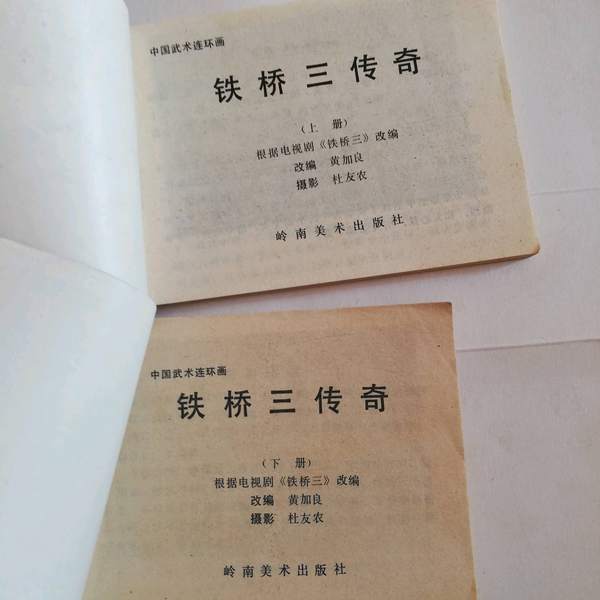 中国武术连环画
铁桥三传奇
（上 册）
根据电视剧《铁桥三》改编
改编 黄加良
摄影 杜友农
岭南美术出版社
中国武术连环画
铁桥三传奇
（下 册）
根据电视剧《铁桥三》改编
改编 黄加良
摄影 杜友农
岭南美术出版社